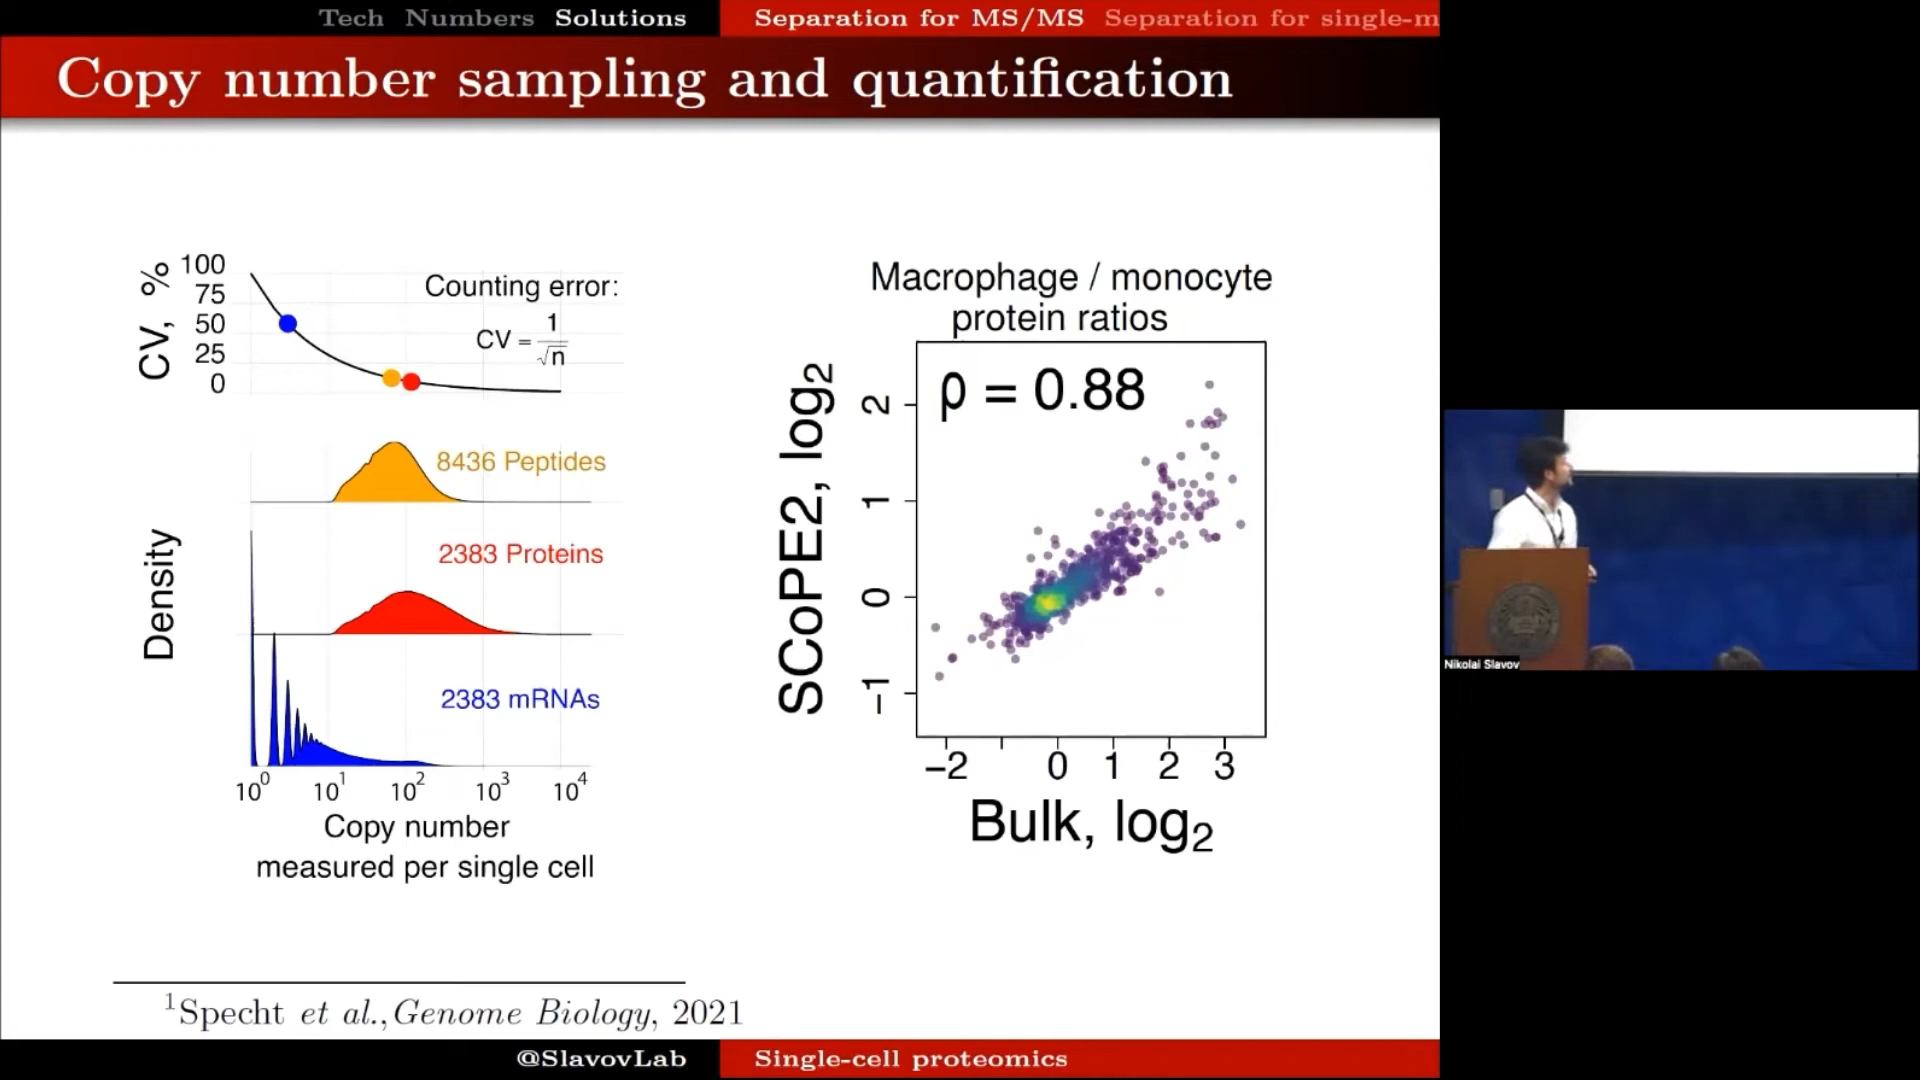 Tech Numbers Solutions
Separation for MS/MS Separation for single-m
Copy number sampling and quantification
CV, %
100
75
50
25
0
Counting error:
CV = 1/√n
Density
8436 Peptides
2383 Proteins
2383 mRNAs
10⁰ 10¹ 10² 10³ 10⁴
Copy number
measured per single cell
Macrophage / monocyte
protein ratios
ρ = 0.88
SCoPE2, log₂
2
1
0
−1
−2 0 1 2 3
Bulk, log₂
Nikolai Slavov
¹Specht et al., Genome Biology, 2021
@SlavovLab
Single-cell proteomics